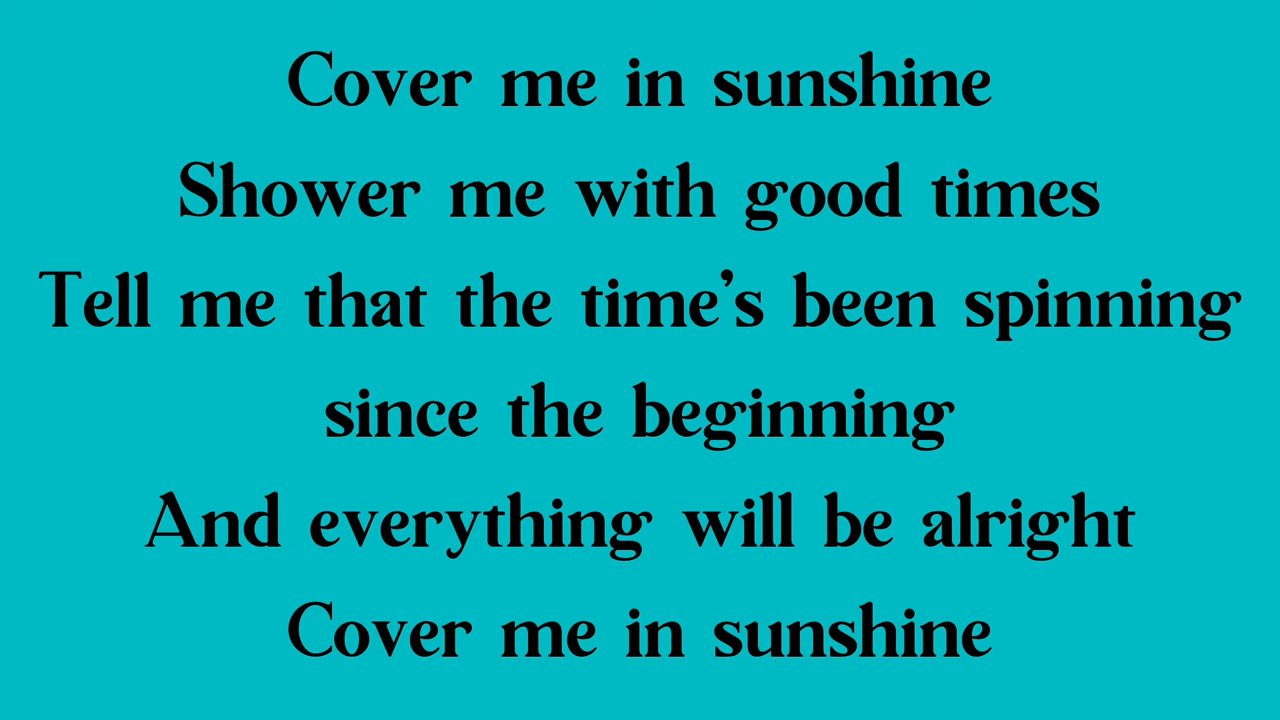 Cover me in sunshine
Shower me with good times
Tell me that the time’s been spinning
since the beginning
And everything will be alright
Cover me in sunshine